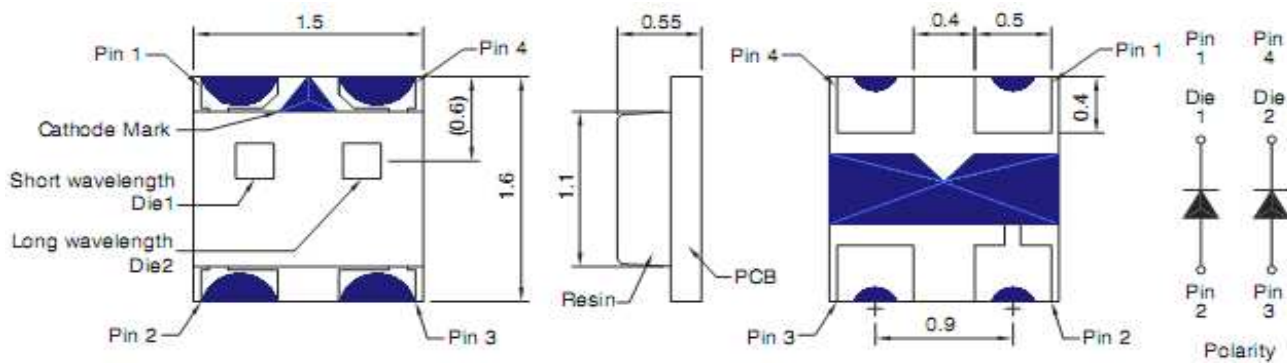 1.5
Pin 1
Pin 4
Cathode Mark
(0.6)
1.6
Short wavelength
Die1
Long wavelength
Die2
Pin 2
Pin 3
0.55
1.1
Resin
PCB
0.4
0.5
Pin 4
Pin 1
0.4
Pin 3
Pin 2
0.9
Pin
1
Pin
4
Die
1
Die
2
Pin
2
Pin
3
Polarity